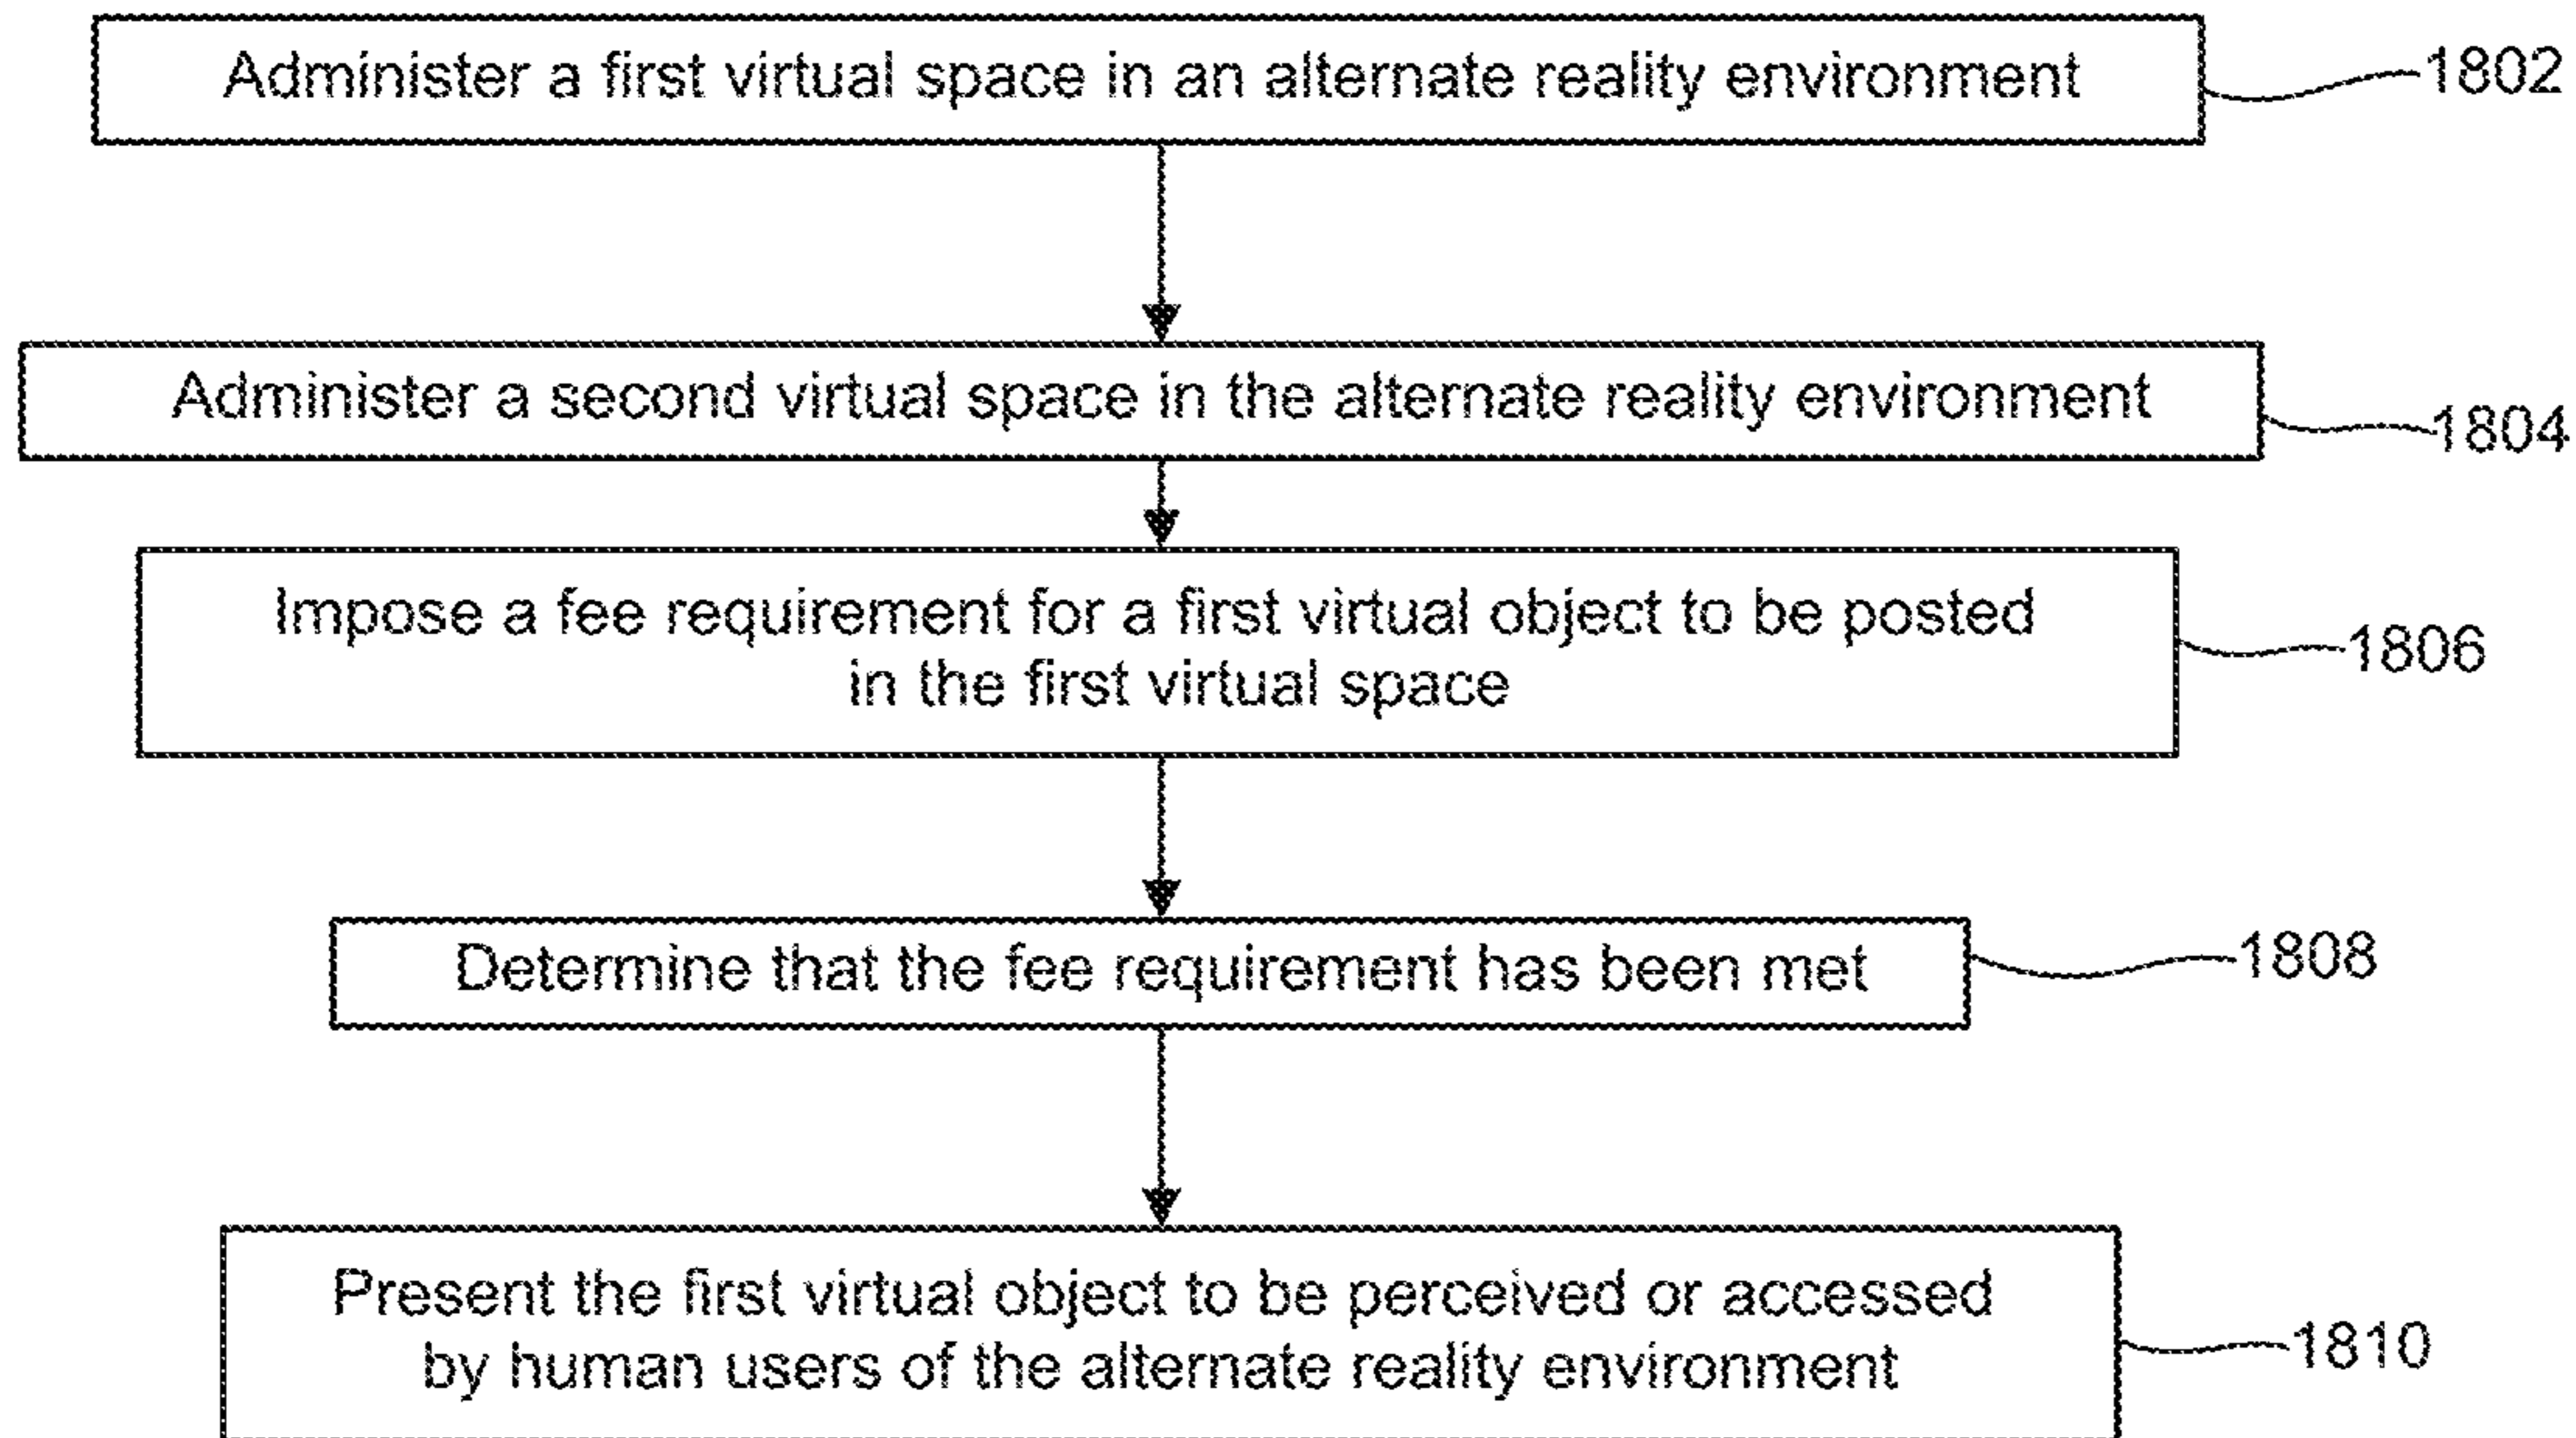 Administer a first virtual space in an alternate reality environment
1802
Administer a second virtual space in the alternate reality environment
1804
Impose a fee requirement for a first virtual object to be posted
in the first virtual space
1806
Determine that the fee requirement has been met
1808
Present the first virtual object to be perceived or accessed
by human users of the alternate reality environment
1810